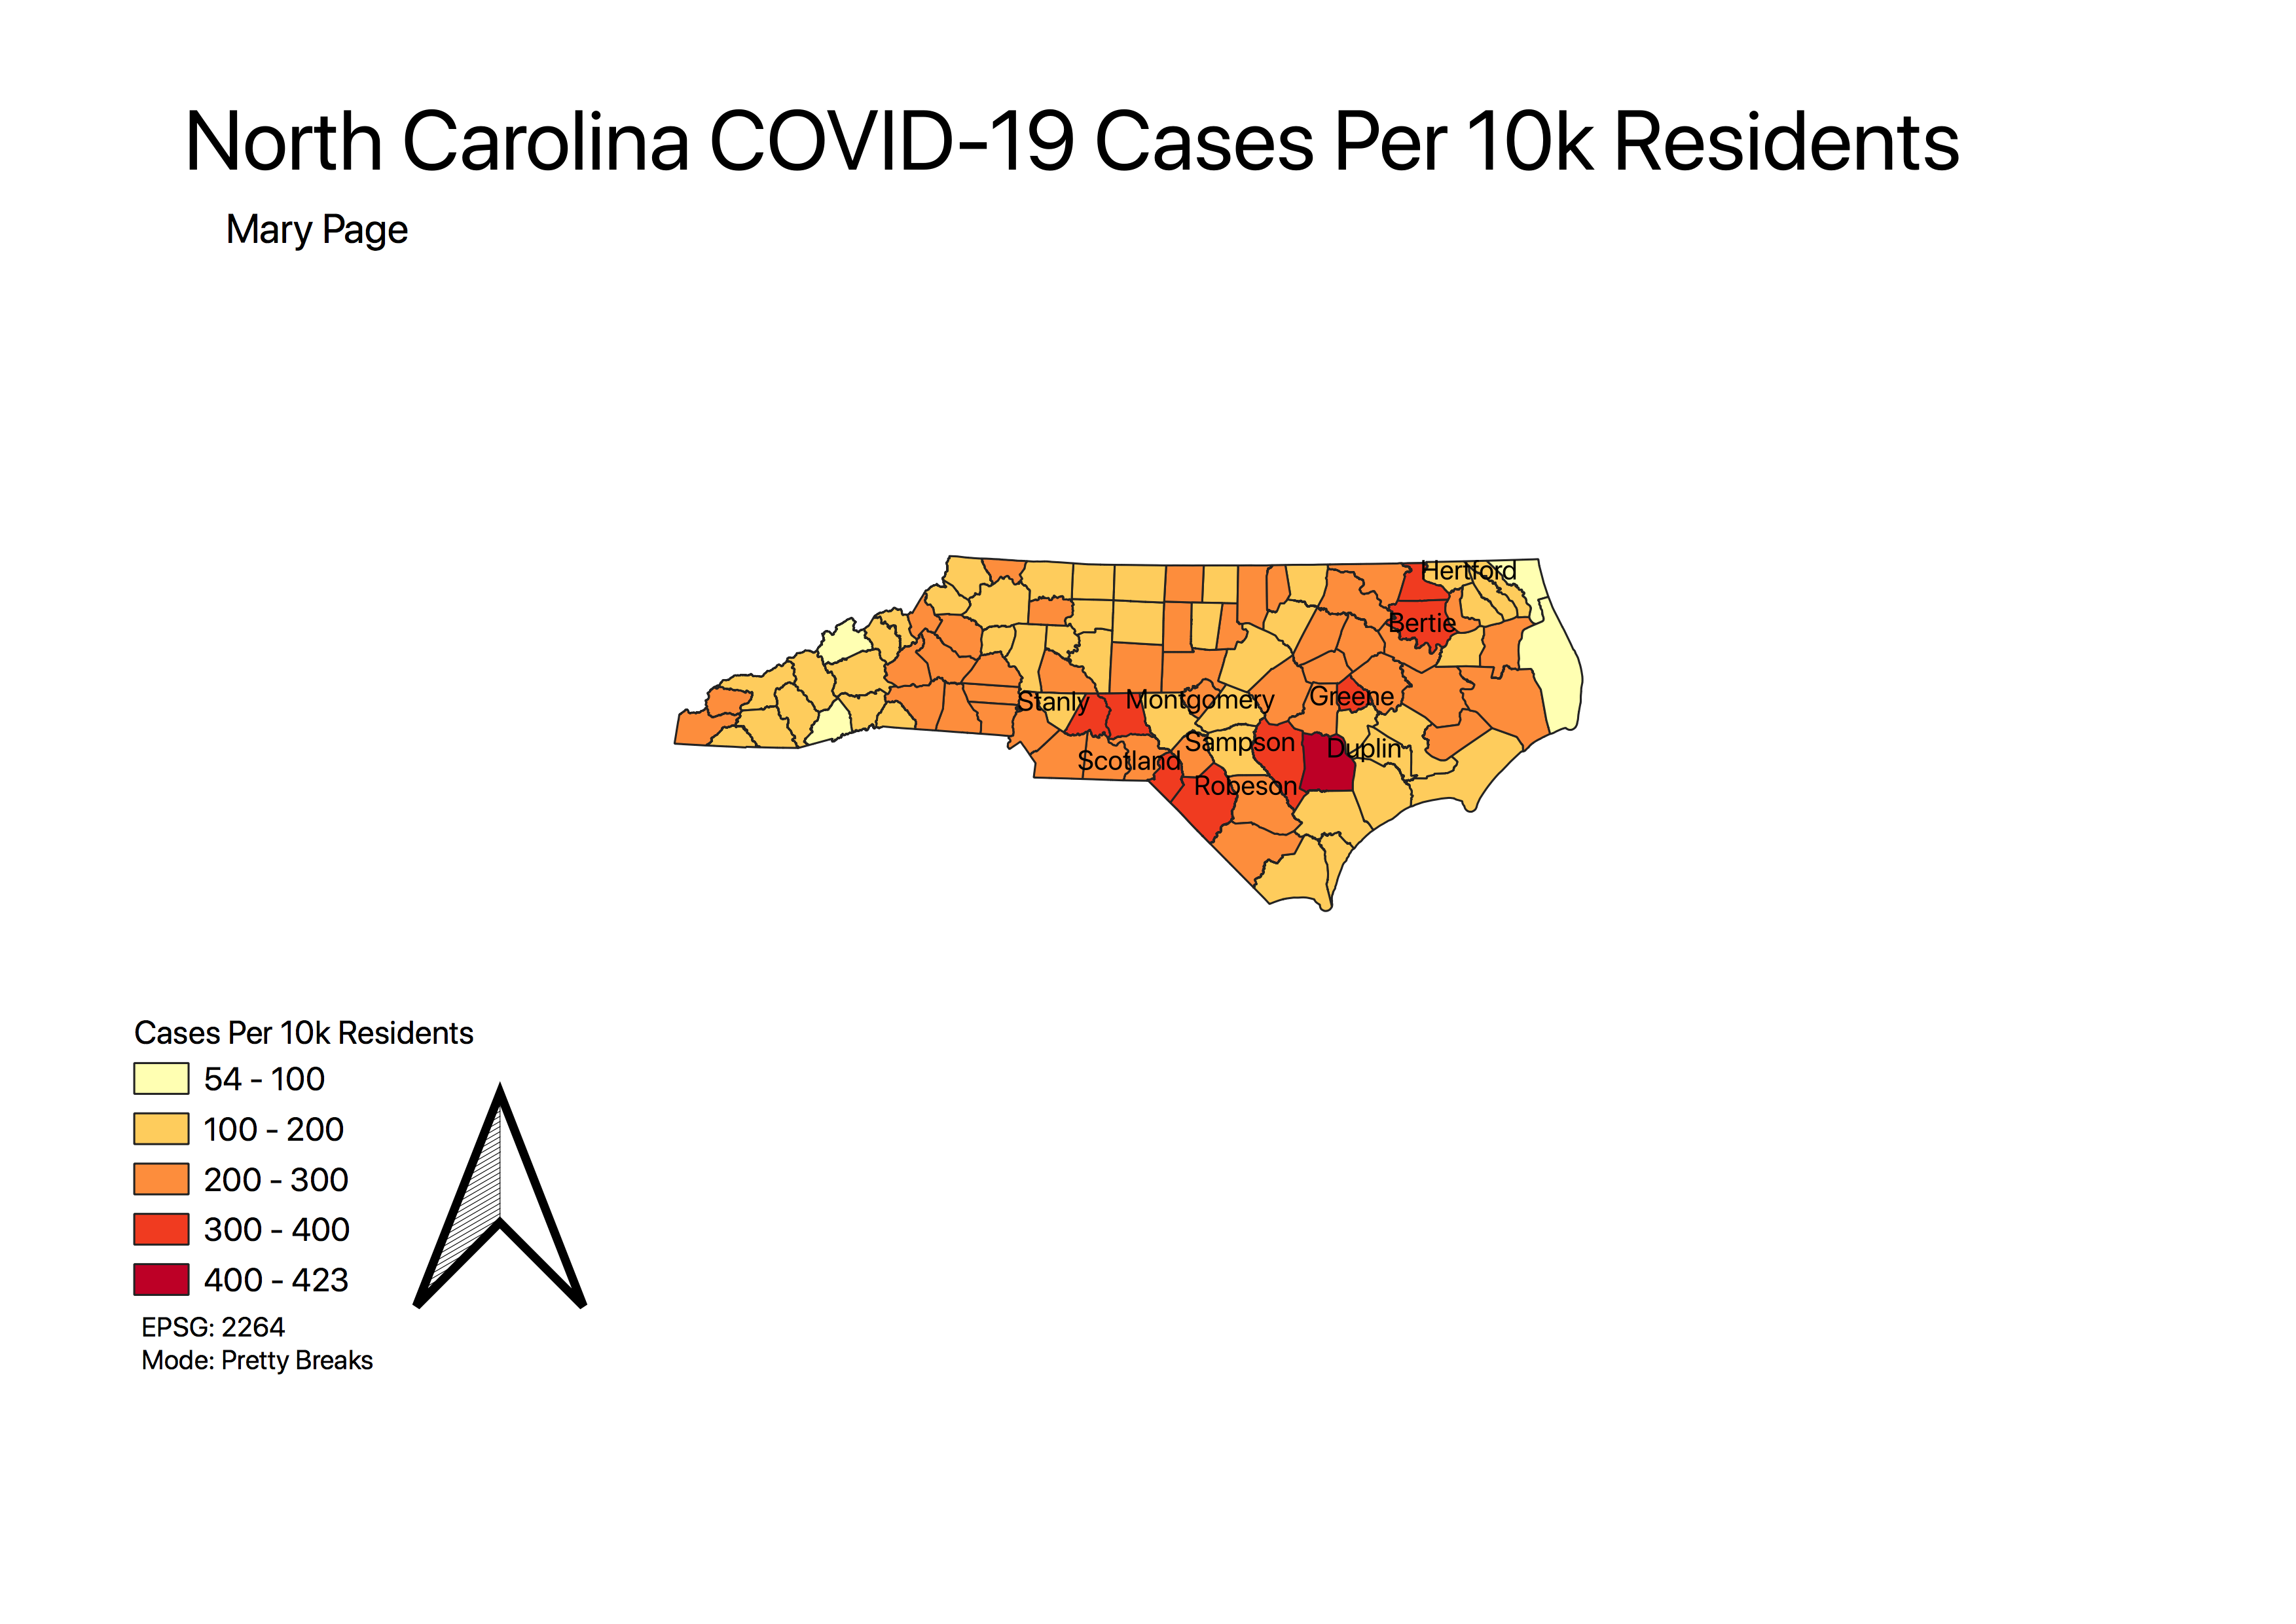 North Carolina COVID-19 Cases Per 10k Residents
Mary Page
Hertford
Bertie
Stanly
Montgomery
Greene
Sampson
Duplin
Scotland
Robeson
Cases Per 10k Residents
54 - 100
100 - 200
200 - 300
300 - 400
400 - 423
EPSG: 2264
Mode: Pretty Breaks